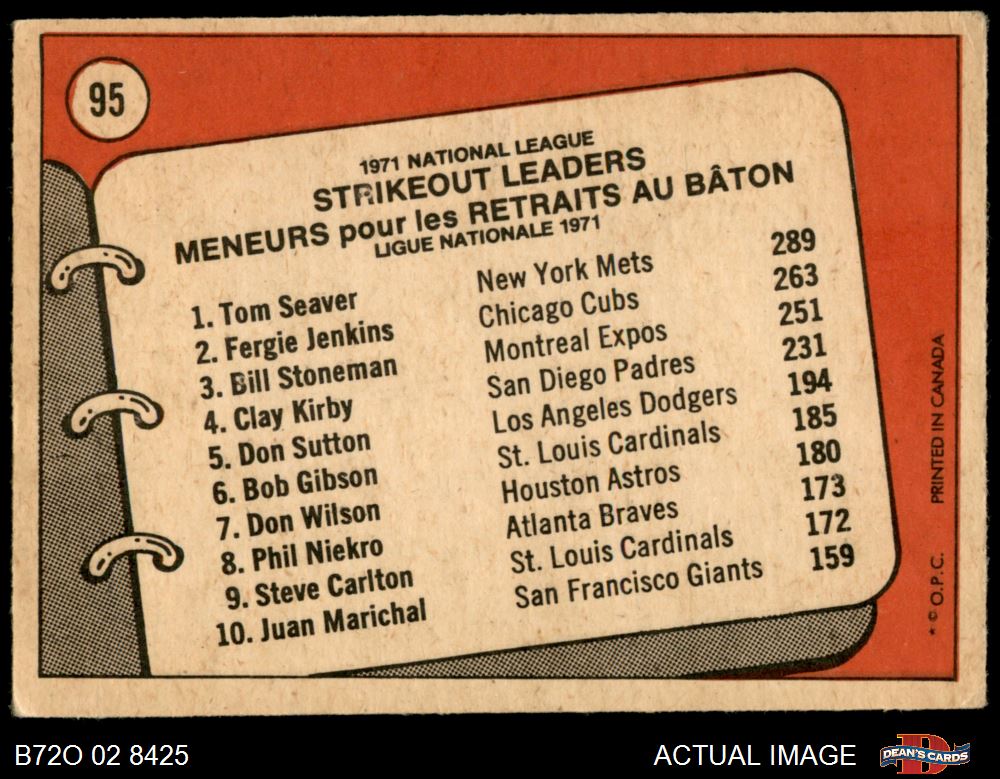 95
1971 NATIONAL LEAGUE
STRIKEOUT LEADERS
MENEURS pour les RETRAITS AU BÂTON
LIGUE NATIONALE 1971
1. Tom Seaver New York Mets 289
2. Fergie Jenkins Chicago Cubs 263
3. Bill Stoneman Montreal Expos 251
4. Clay Kirby San Diego Padres 231
5. Don Sutton Los Angeles Dodgers 194
6. Bob Gibson St. Louis Cardinals 185
7. Don Wilson Houston Astros 180
8. Phil Niekro Atlanta Braves 173
9. Steve Carlton St. Louis Cardinals 172
10. Juan Marichal San Francisco Giants 159
* © O.P.C. PRINTED IN CANADA
B72O 02 8425
ACTUAL IMAGE
D
DEAN'S CARDS